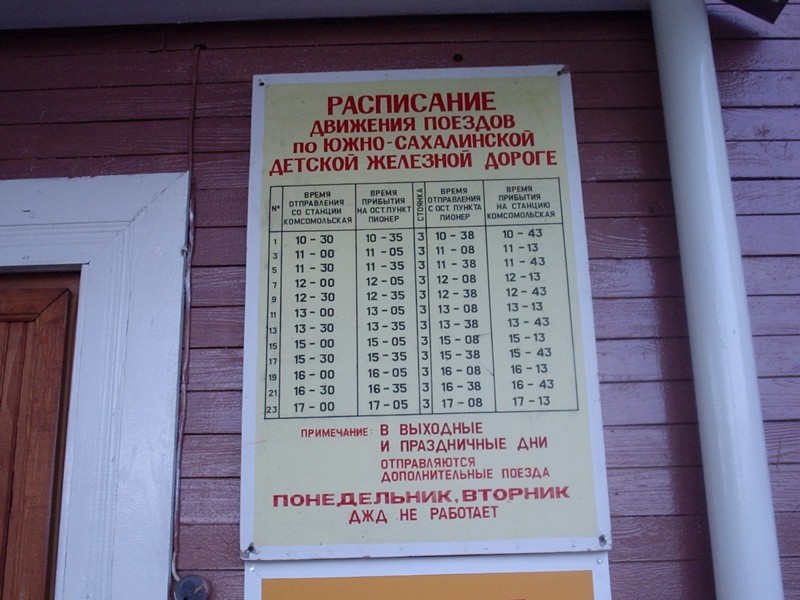 РАСПИСАНИЕ
ДВИЖЕНИЯ ПОЕЗДОВ
ПО ЮЖНО-САХАЛИНСКОЙ
ДЕТСКОЙ ЖЕЛЕЗНОЙ ДОРОГЕ
№ ВРЕМЯ ОТПРАВЛЕНИЯ СО СТАНЦИИ КОМСОМОЛЬСКАЯ ВРЕМЯ ПРИБЫТИЯ НА ОСТ. ПУНКТ ПИОНЕР СТОЯНКА ВРЕМЯ ОТПРАВЛЕНИЯ С ОСТ. ПУНКТА ПИОНЕР ВРЕМЯ ПРИБЫТИЯ НА СТАНЦИЮ КОМСОМОЛЬСКАЯ
1 10-30 10-35 3 10-38 10-43
3 11-00 11-05 3 11-08 11-13
5 11-30 11-35 3 11-38 11-43
7 12-00 12-05 3 12-08 12-13
9 12-30 12-35 3 12-38 12-43
11 13-00 13-05 3 13-08 13-13
13 13-30 13-35 3 13-38 13-43
15 15-00 15-05 3 15-08 15-13
17 15-30 15-35 3 15-38 15-43
19 16-00 16-05 3 16-08 16-13
21 16-30 16-35 3 16-38 16-43
23 17-00 17-05 3 17-08 17-13
ПРИМЕЧАНИЕ: В ВЫХОДНЫЕ
И ПРАЗДНИЧНЫЕ ДНИ
ОТПРАВЛЯЮТСЯ
ДОПОЛНИТЕЛЬНЫЕ ПОЕЗДА
ПОНЕДЕЛЬНИК, ВТОРНИК
ДЖД НЕ РАБОТАЕТ